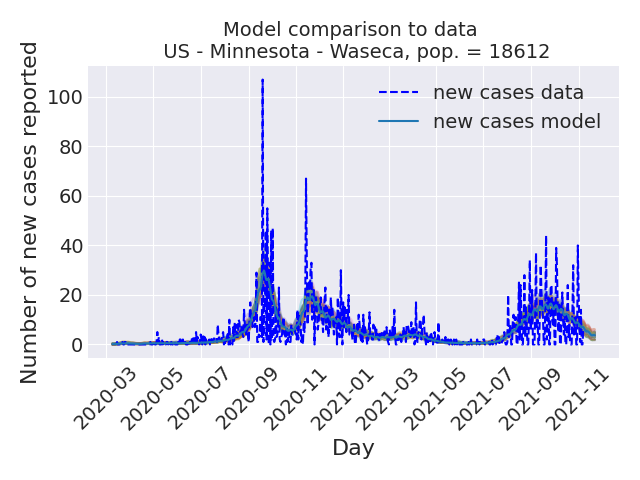 Model comparison to data
US - Minnesota - Waseca, pop. = 18612
Number of new cases reported
100
80
60
40
20
0
new cases data
new cases model
2020-03
2020-05
2020-07
2020-09
2020-11
2021-01
2021-03
2021-05
2021-07
2021-09
2021-11
Day